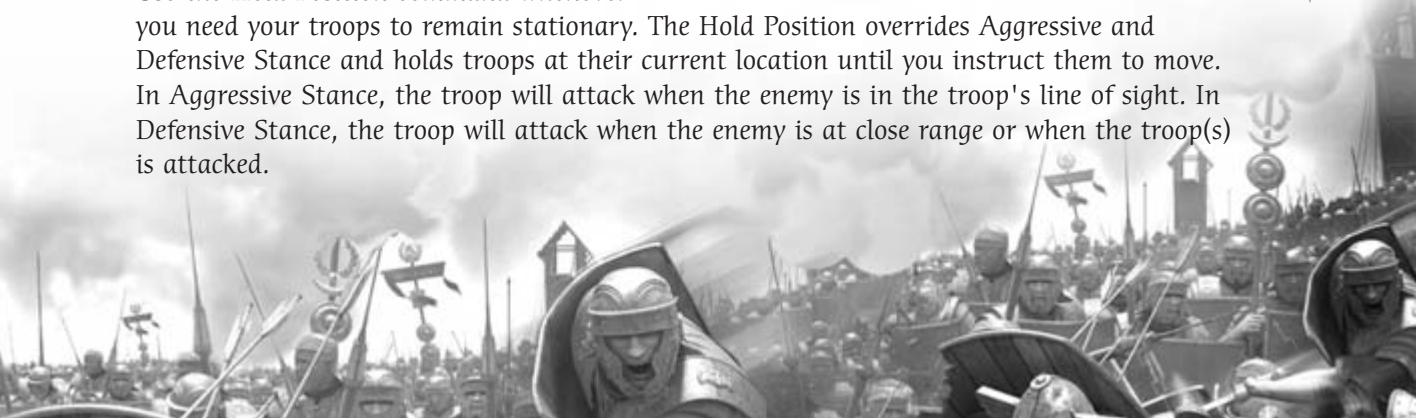 you need your troops to remain stationary. The Hold Position overrides Aggressive and
Defensive Stance and holds troops at their current location until you instruct them to move.
In Aggressive Stance, the troop will attack when the enemy is in the troop's line of sight. In
Defensive Stance, the troop will attack when the enemy is at close range or when the troop(s)
is attacked.